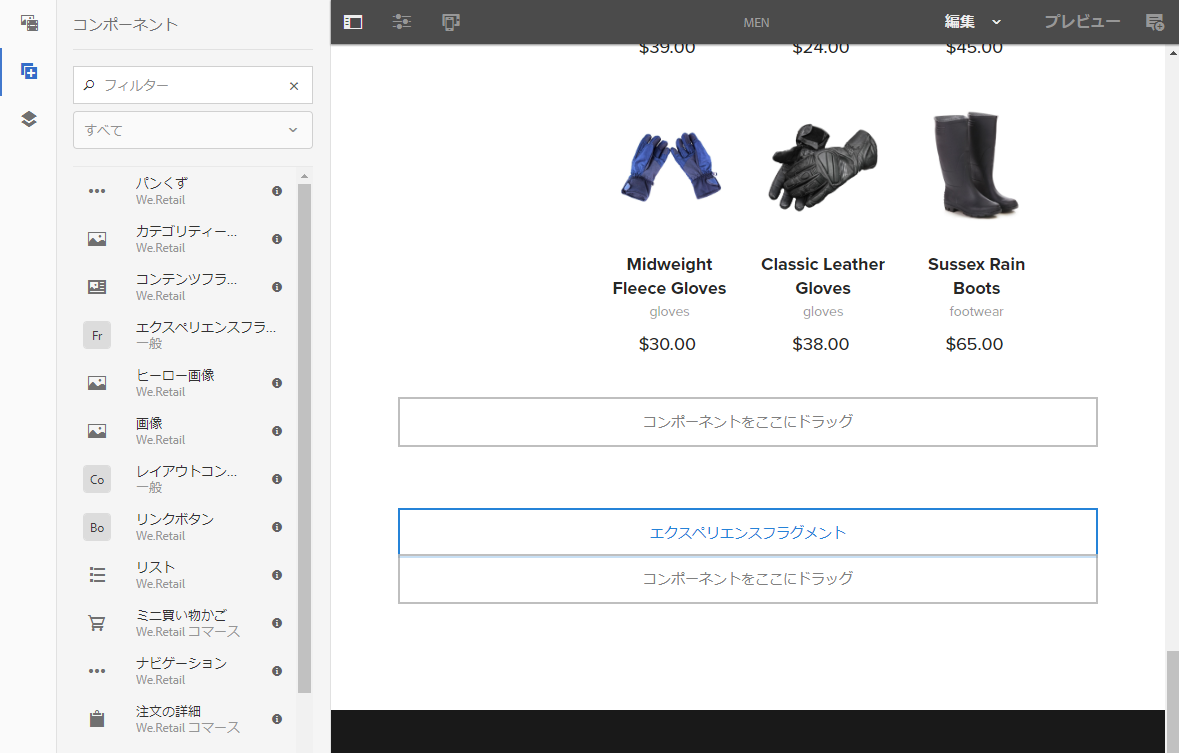 コンポーネント
フィルター
すべて
パンくず
We.Retail
カテゴリティー...
We.Retail
コンテンツフラ...
We.Retail
Fr
エクスペリエンスフラ...
一般
ヒーロー画像
We.Retail
画像
We.Retail
Co
レイアウトコン...
一般
Bo
リンクボタン
We.Retail
リスト
We.Retail
ミニ買い物かご
We.Retail コマース
ナビゲーション
We.Retail
注文の詳細
We.Retail コマース
MEN
編集
プレビュー
$39.00 $24.00 $45.00
Midweight Classic Leather Sussex Rain
Fleece Gloves Gloves Boots
gloves gloves footwear
$30.00 $38.00 $65.00
コンポーネントをここにドラッグ
エクスペリエンスフラグメント
コンポーネントをここにドラッグ